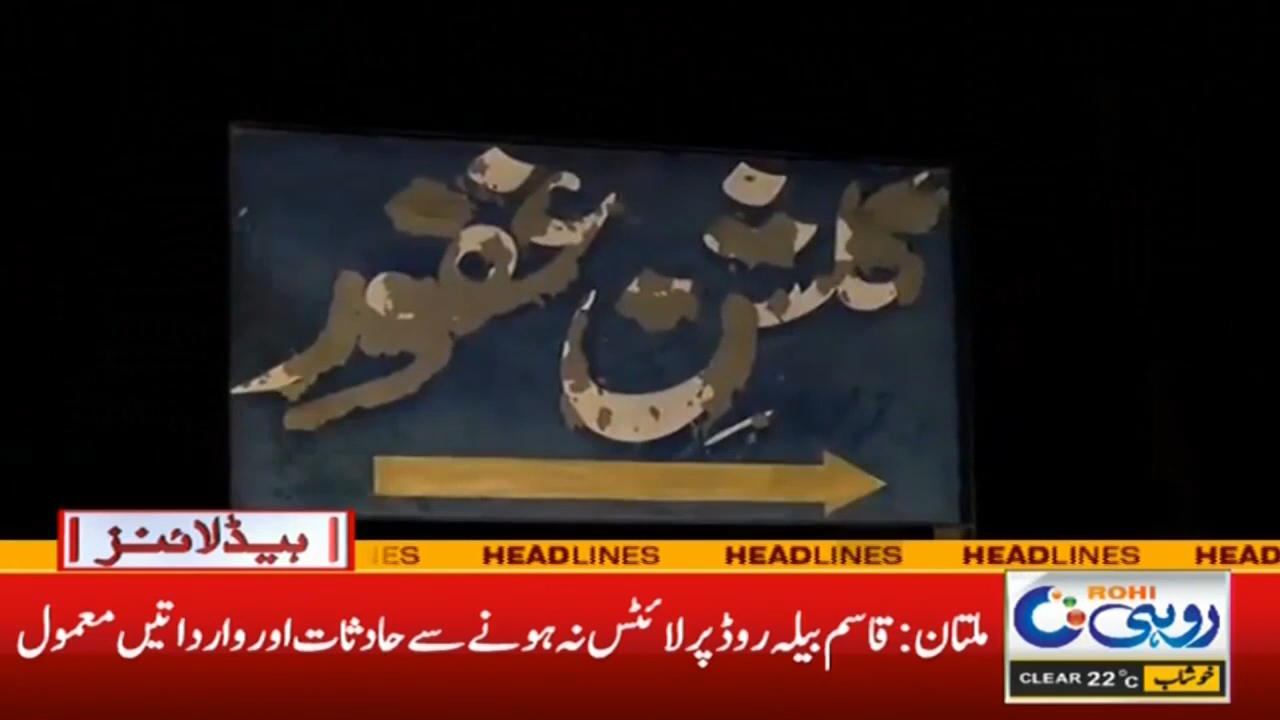 گلشن غفور
ہیڈلائنز
HEADLINES HEADLINES HEADLINES
ملتان: قاسم بیلہ روڈ پر لائٹس نہ ہونے سے حادثات اور وارداتیں معمول
ROHI
روہی
CLEAR 22°C خوشاب